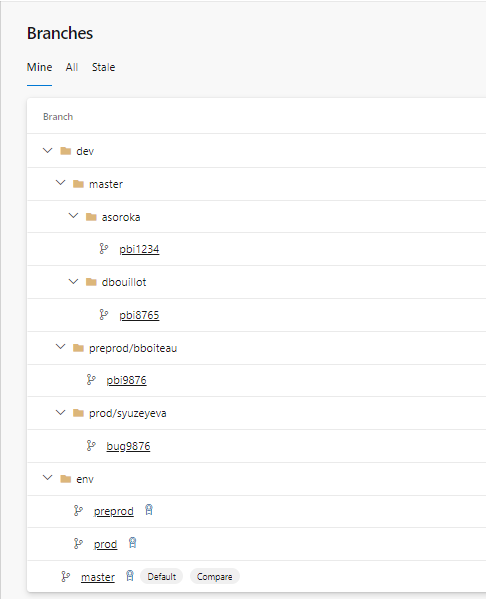 Branches
Mine All Stale
Branch
dev
master
asoroka
pbi1234
dbouillot
pbi8765
preprod/bboiteau
pbi9876
prod/syuzeyeva
bug9876
env
preprod
prod
master Default Compare